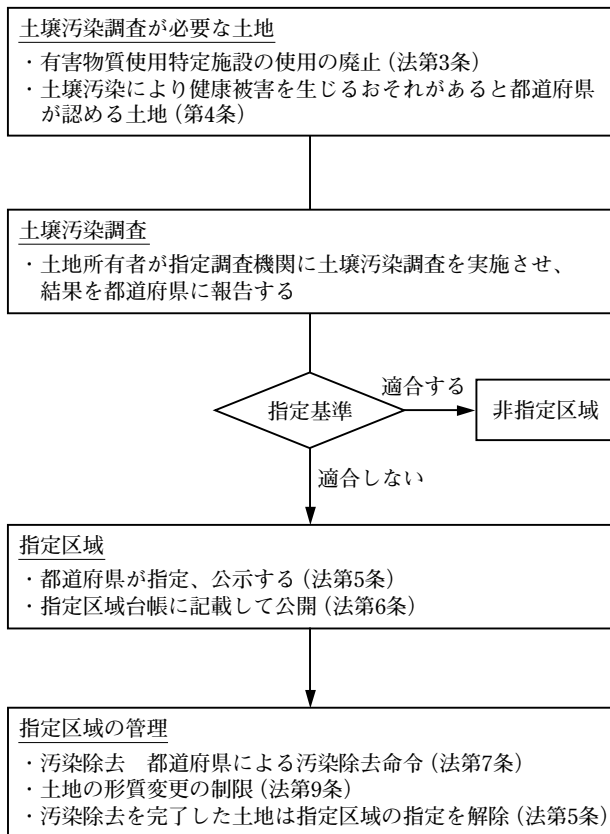 土壌汚染調査が必要な土地
・有害物質使用特定施設の使用の廃止（法第3条）
・土壌汚染により健康被害を生じるおそれがあると都道府県
が認める土地（第4条）
土壌汚染調査
・土地所有者が指定調査機関に土壌汚染調査を実施させ、
結果を都道府県に報告する
指定基準
適合する
非指定区域
適合しない
指定区域
・都道府県が指定、公示する（法第5条）
・指定区域台帳に記載して公開（法第6条）
指定区域の管理
・汚染除去　都道府県による汚染除去命令（法第7条）
・土地の形質変更の制限（法第9条）
・汚染除去を完了した土地は指定区域の指定を解除（法第5条）